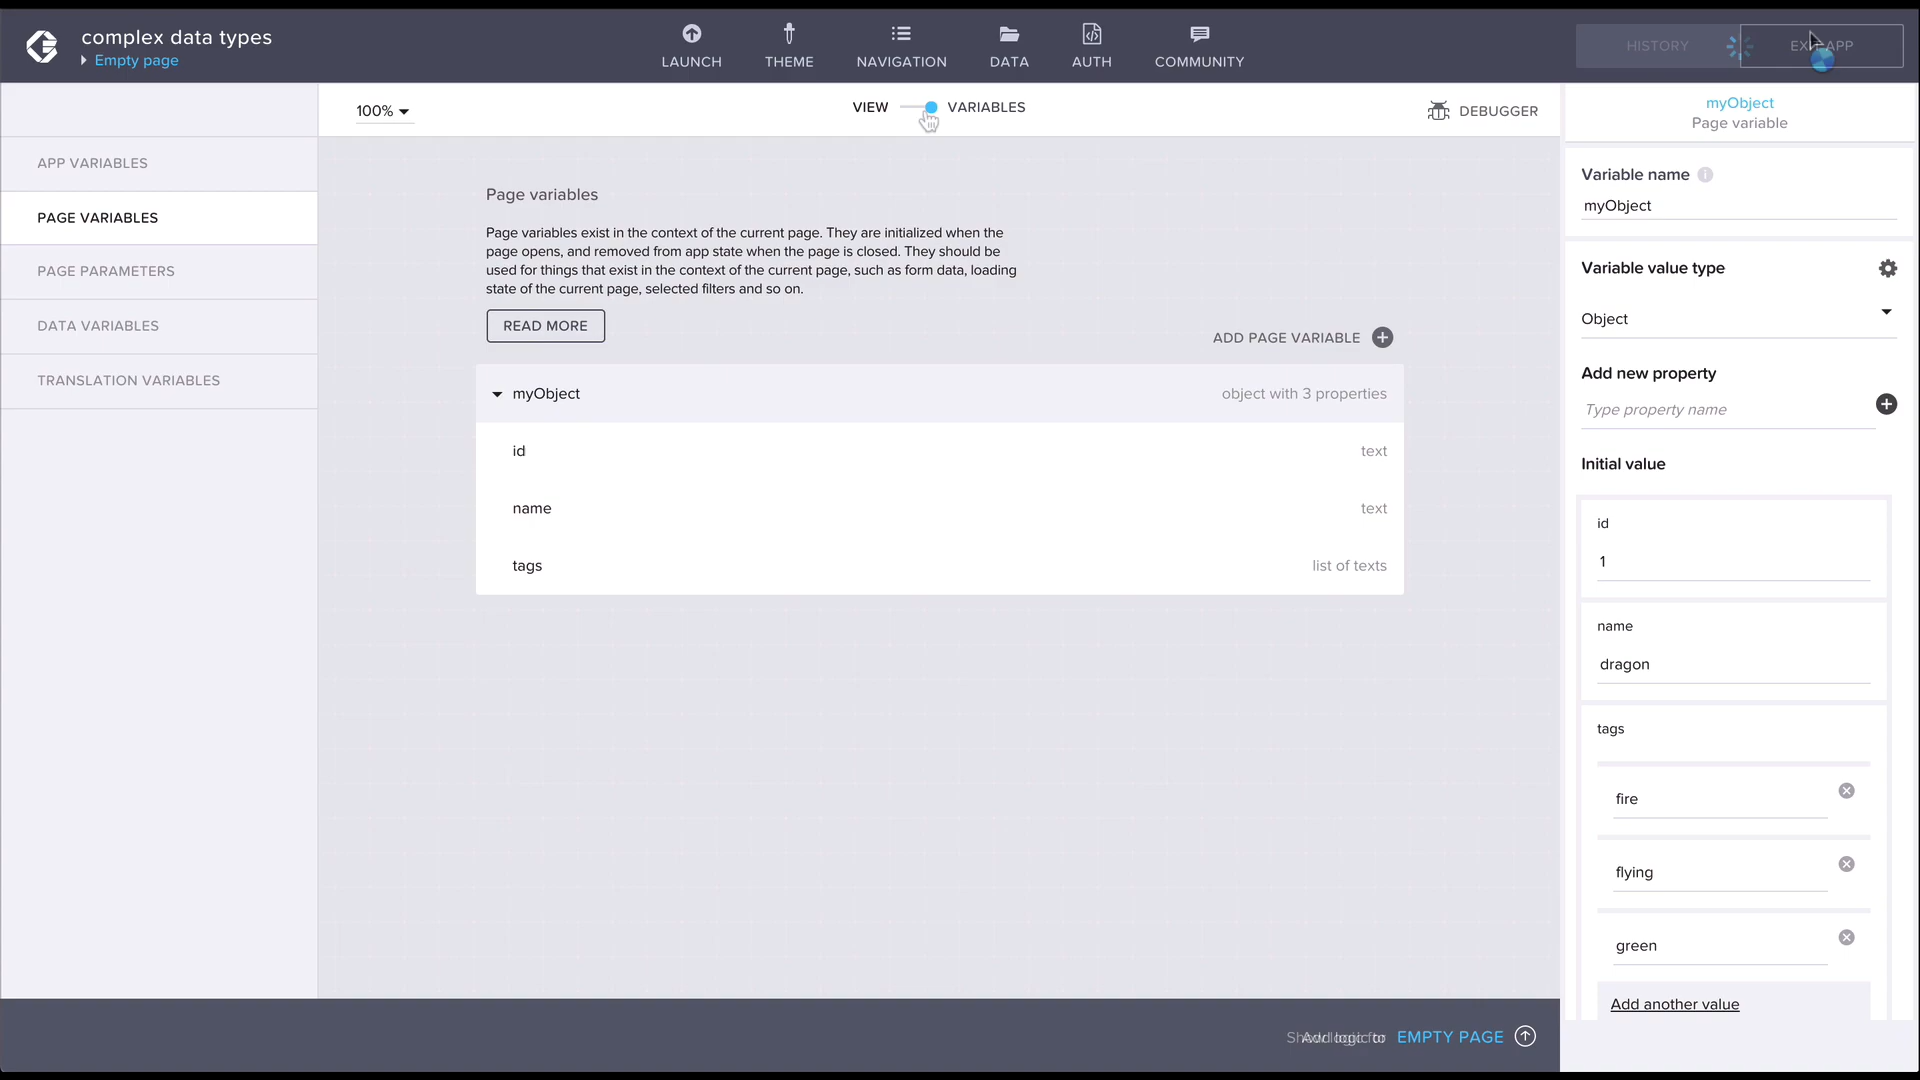 complex data types
Empty page
LAUNCH
THEME
NAVIGATION
DATA
AUTH
COMMUNITY
HISTORY
APP
100%
VIEW
VARIABLES
DEBUGGER
APP VARIABLES
PAGE VARIABLES
PAGE PARAMETERS
DATA VARIABLES
TRANSLATION VARIABLES
Page variables
Page variables exist in the context of the current page. They are initialized when the
page opens, and removed from app state when the page is closed. They should be
used for things that exist in the context of the current page, such as form data, loading
state of the current page, selected filters and so on.
READ MORE
ADD PAGE VARIABLE
myObject object with 3 properties
id text
name text
tags list of texts
myObject
Page variable
Variable name
myObject
Variable value type
Object
Add new property
Type property name
Initial value
id
1
name
dragon
tags
fire
flying
green
Add another value
EMPTY PAGE